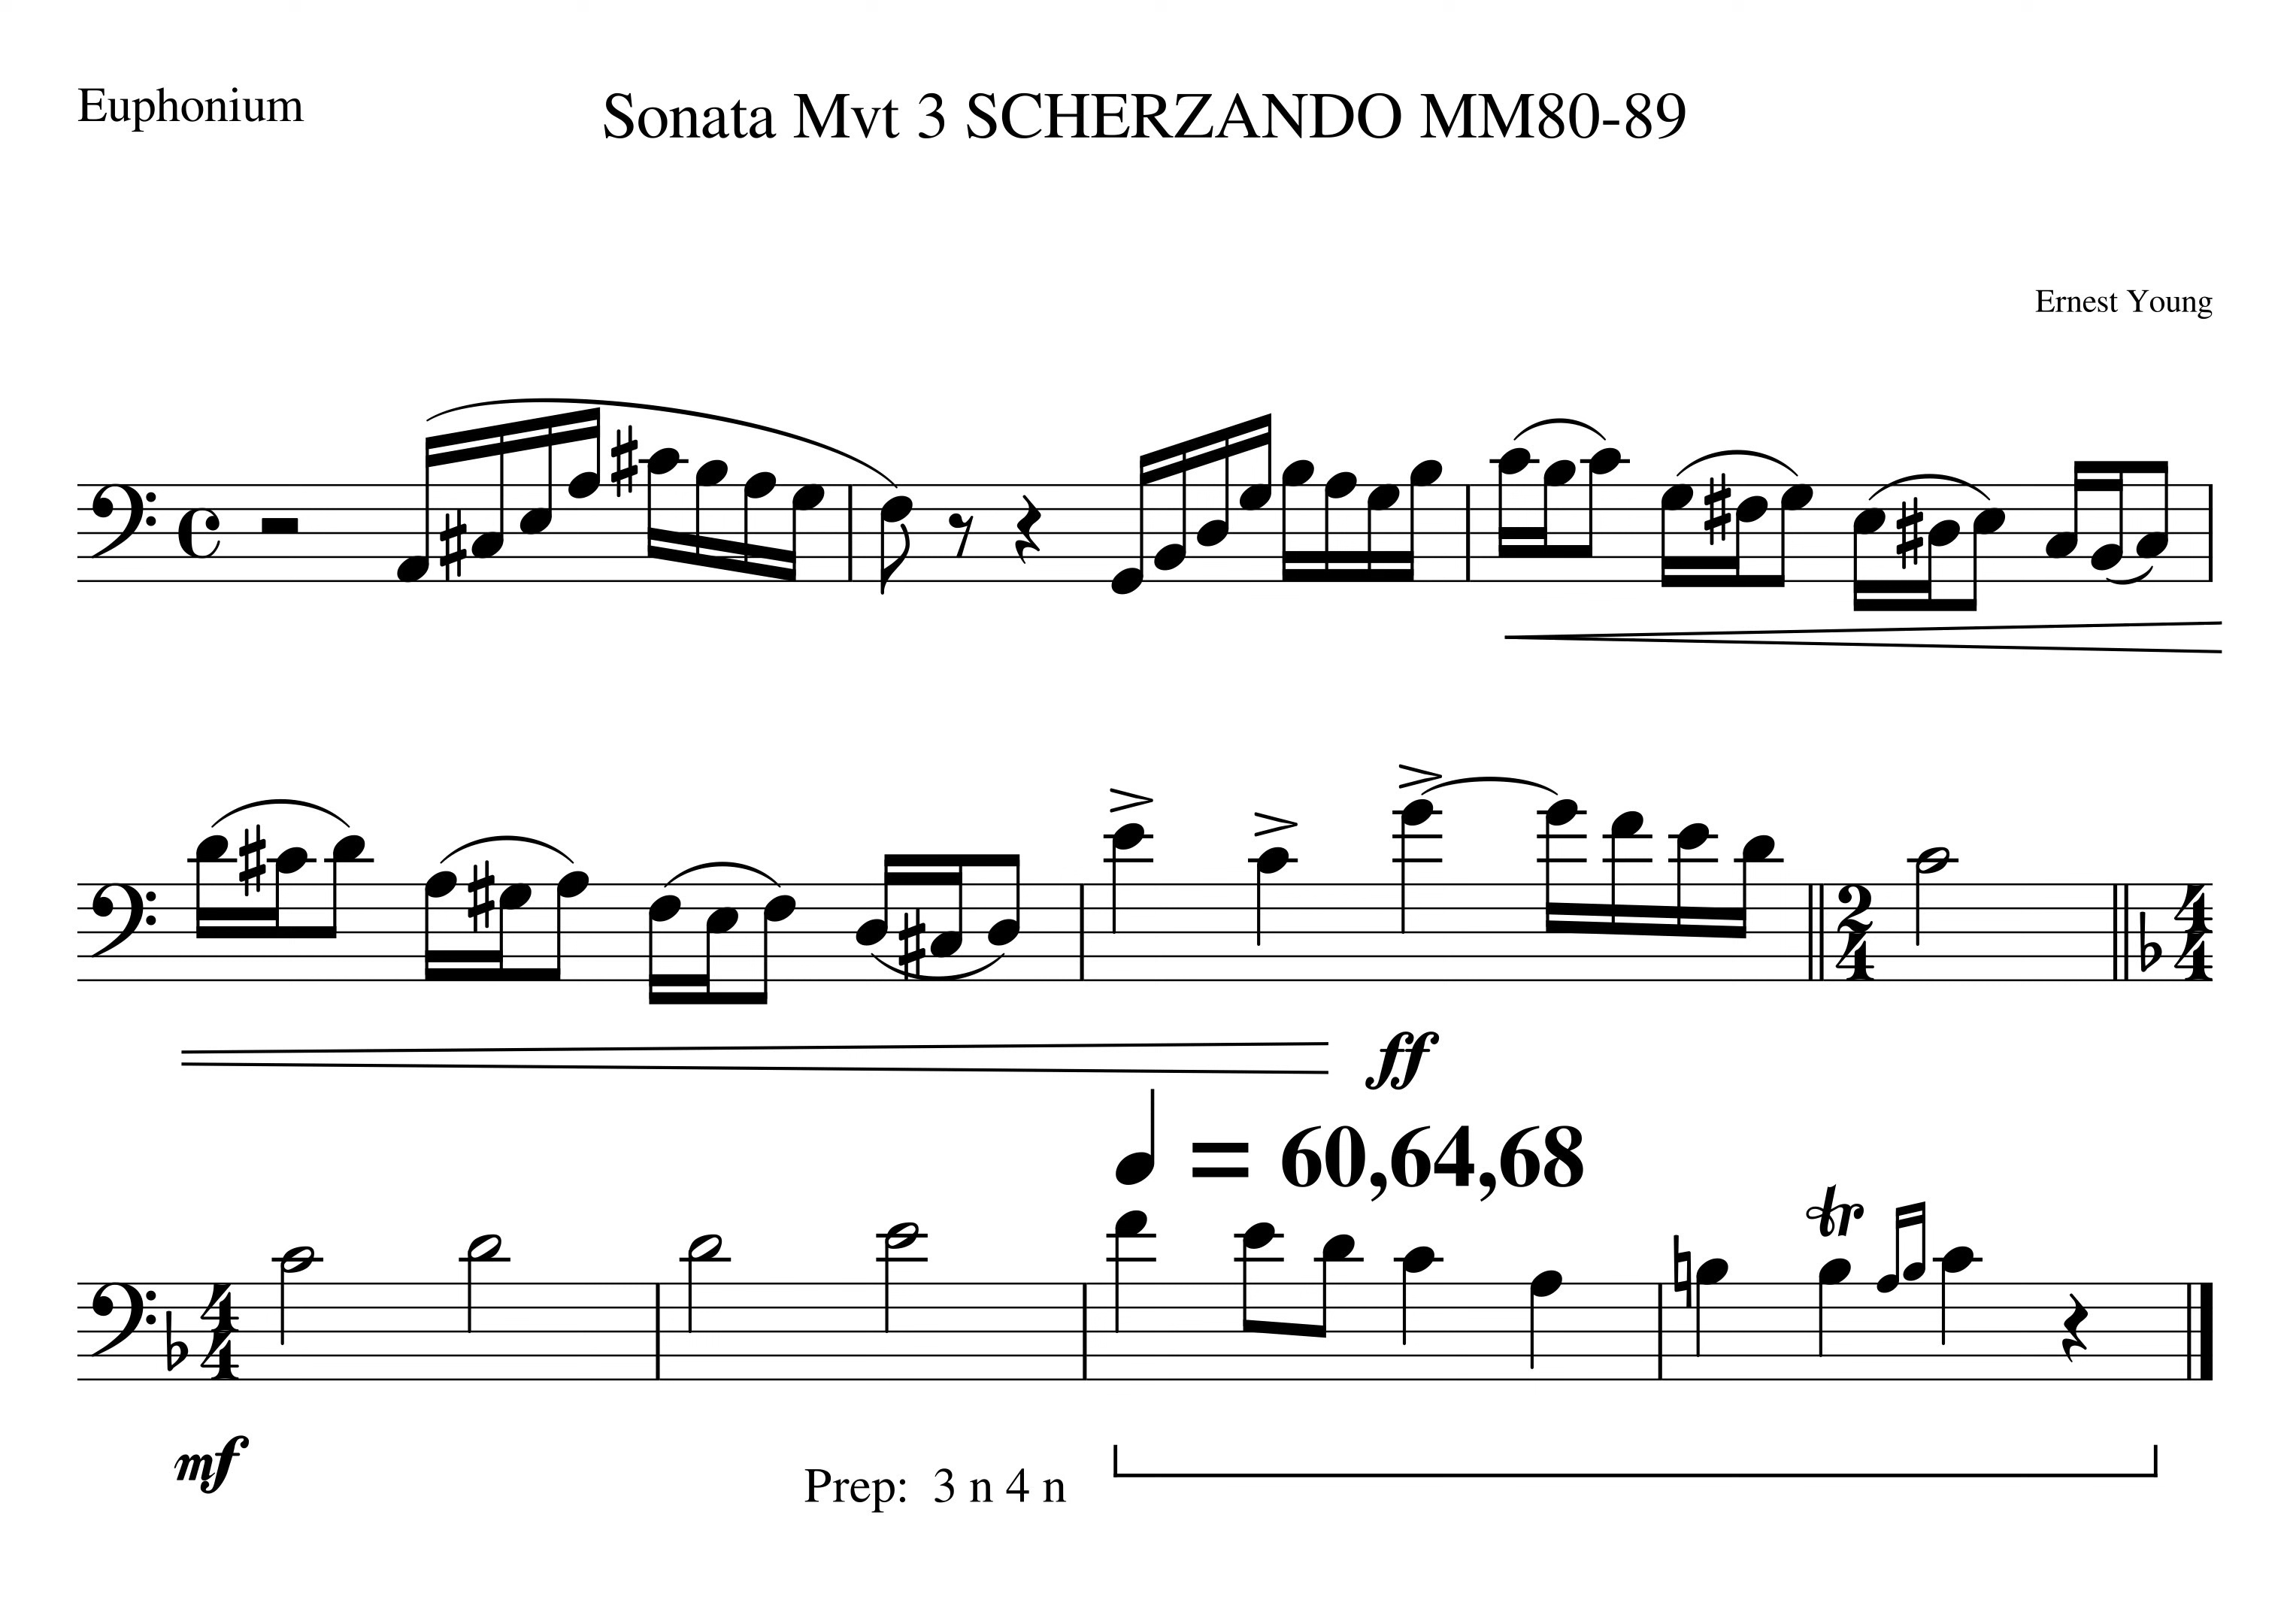 Euphonium
Sonata Mvt 3 SCHERZANDO MM80-89
Ernest Young
ff
= 60,64,68
tr
mf
Prep: 3 n 4 n